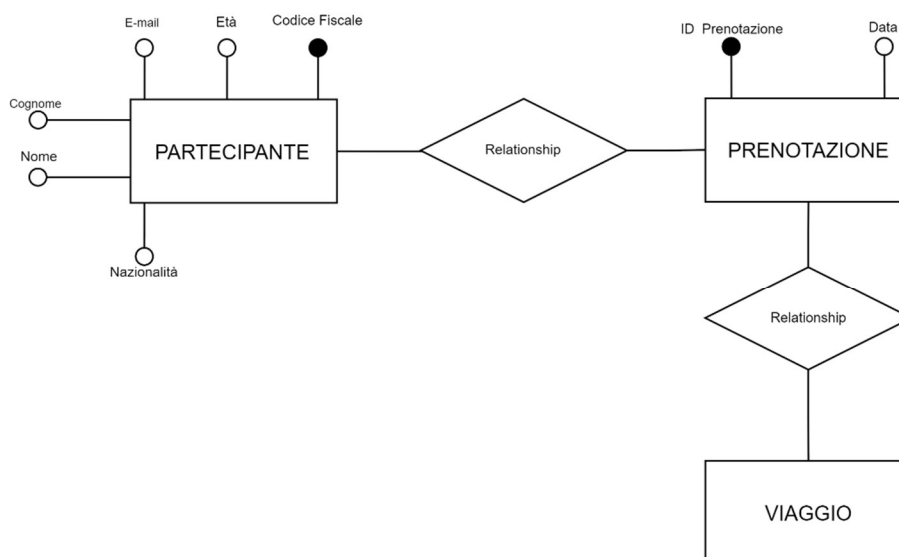 E-mail
Età
Codice Fiscale
ID Prenotazione
Data
Cognome
Nome
PARTECIPANTE
Relationship
PRENOTAZIONE
Nazionalità
Relationship
VIAGGIO